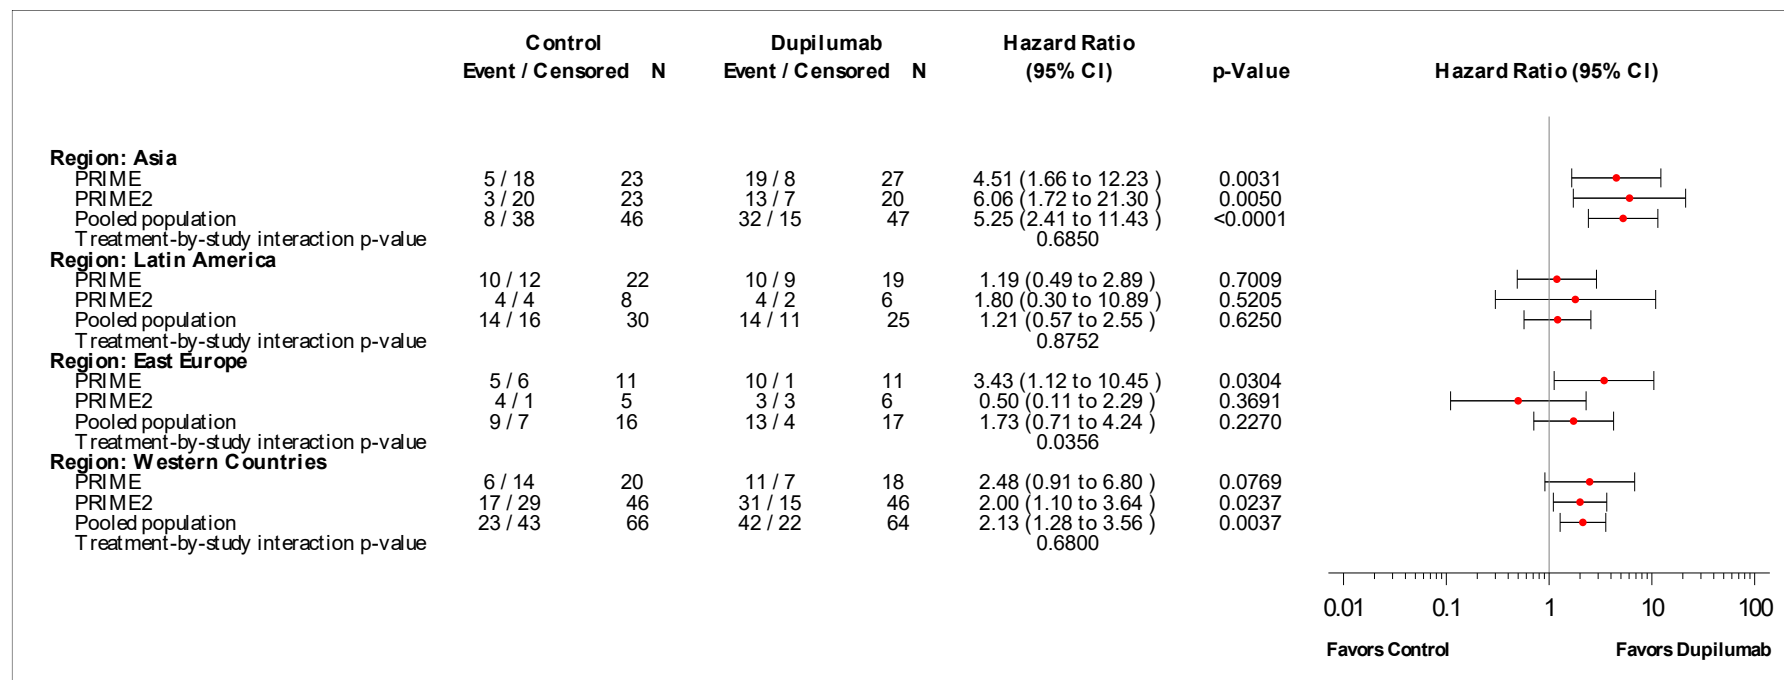 Control Dupilumab Hazard Ratio
Event / Censored N Event / Censored N (95% CI) p-Value Hazard Ratio (95% CI)
Region: Asia
PRIME 5 / 18 23 19 / 8 27 4.51 (1.66 to 12.23 ) 0.0031
PRIME2 3 / 20 23 13 / 7 20 6.06 (1.72 to 21.30 ) 0.0050
Pooled population 8 / 38 46 32 / 15 47 5.25 (2.41 to 11.43 ) <0.0001
Treatment-by-study interaction p-value 0.6850
Region: Latin America
PRIME 10 / 12 22 10 / 9 19 1.19 (0.49 to 2.89 ) 0.7009
PRIME2 4 / 4 8 4 / 2 6 1.80 (0.30 to 10.89 ) 0.5205
Pooled population 14 / 16 30 14 / 11 25 1.21 (0.57 to 2.55 ) 0.6250
Treatment-by-study interaction p-value 0.8752
Region: East Europe
PRIME 5 / 6 11 10 / 1 11 3.43 (1.12 to 10.45 ) 0.0304
PRIME2 4 / 1 5 3 / 3 6 0.50 (0.11 to 2.29 ) 0.3691
Pooled population 9 / 7 16 13 / 4 17 1.73 (0.71 to 4.24 ) 0.2270
Treatment-by-study interaction p-value 0.0356
Region: Western Countries
PRIME 6 / 14 20 11 / 7 18 2.48 (0.91 to 6.80 ) 0.0769
PRIME2 17 / 29 46 31 / 15 46 2.00 (1.10 to 3.64 ) 0.0237
Pooled population 23 / 43 66 42 / 22 64 2.13 (1.28 to 3.56 ) 0.0037
Treatment-by-study interaction p-value 0.6800
0.01 0.1 1 10 100
Favors Control Favors Dupilumab